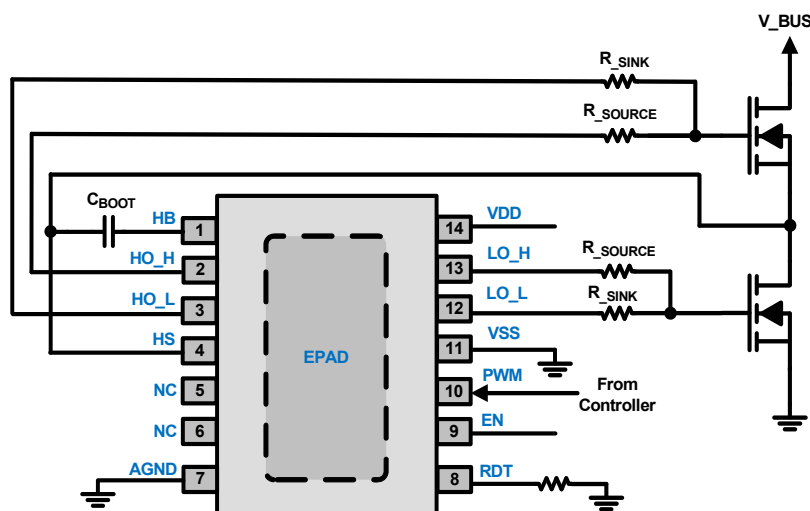 V_BUS
R_SINK
R_SOURCE
C_BOOT
HB
1
14
VDD
HO_H
2
13
LO_H
R_SOURCE
HO_L
3
12
LO_L
R_SINK
HS
4
11
VSS
EPAD
NC
5
10
PWM
From
Controller
NC
6
9
EN
AGND
7
8
RDT